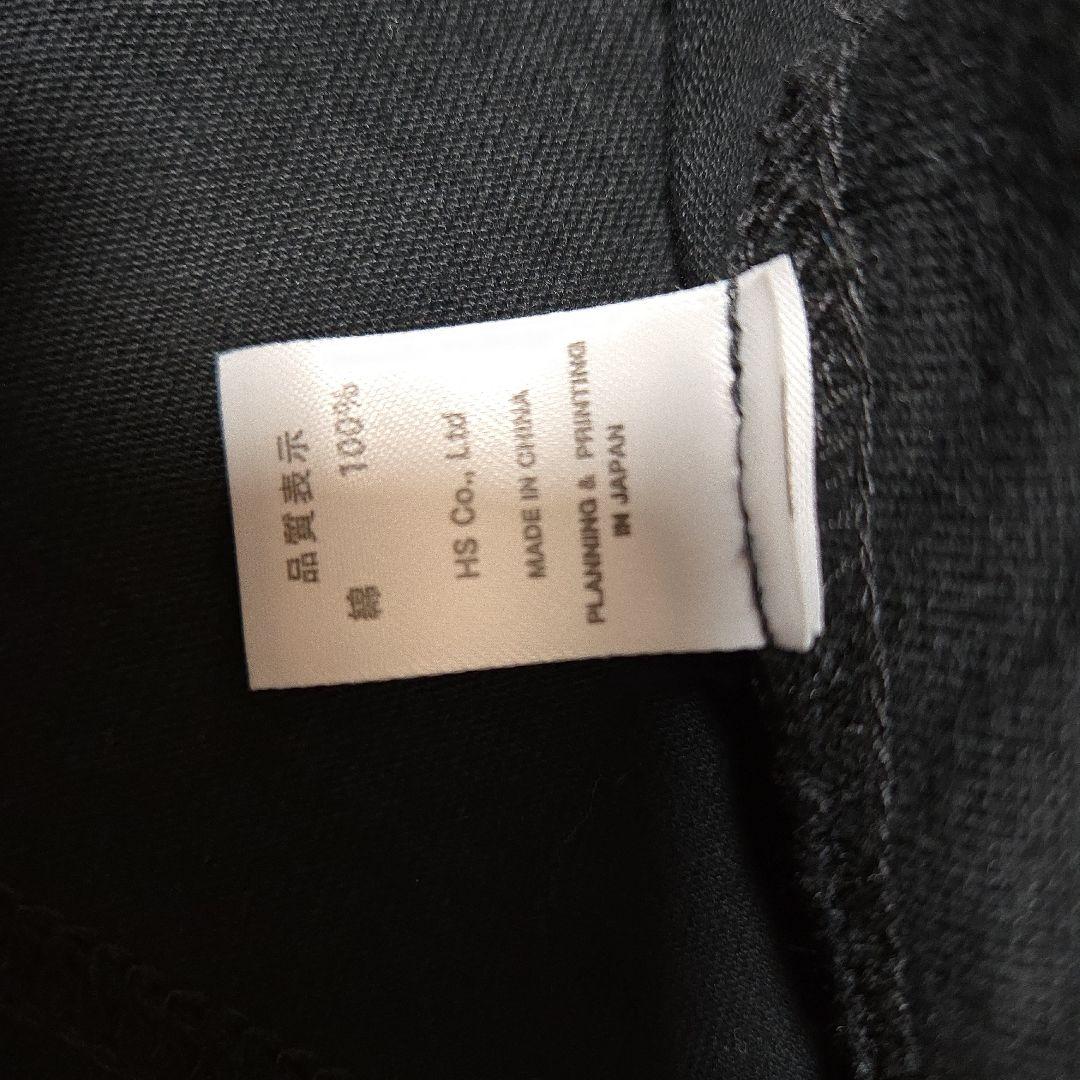 品質表示
綿 100%
HS Co., Ltd
MADE IN CHINA
PLANNING & PRINTING
IN JAPAN